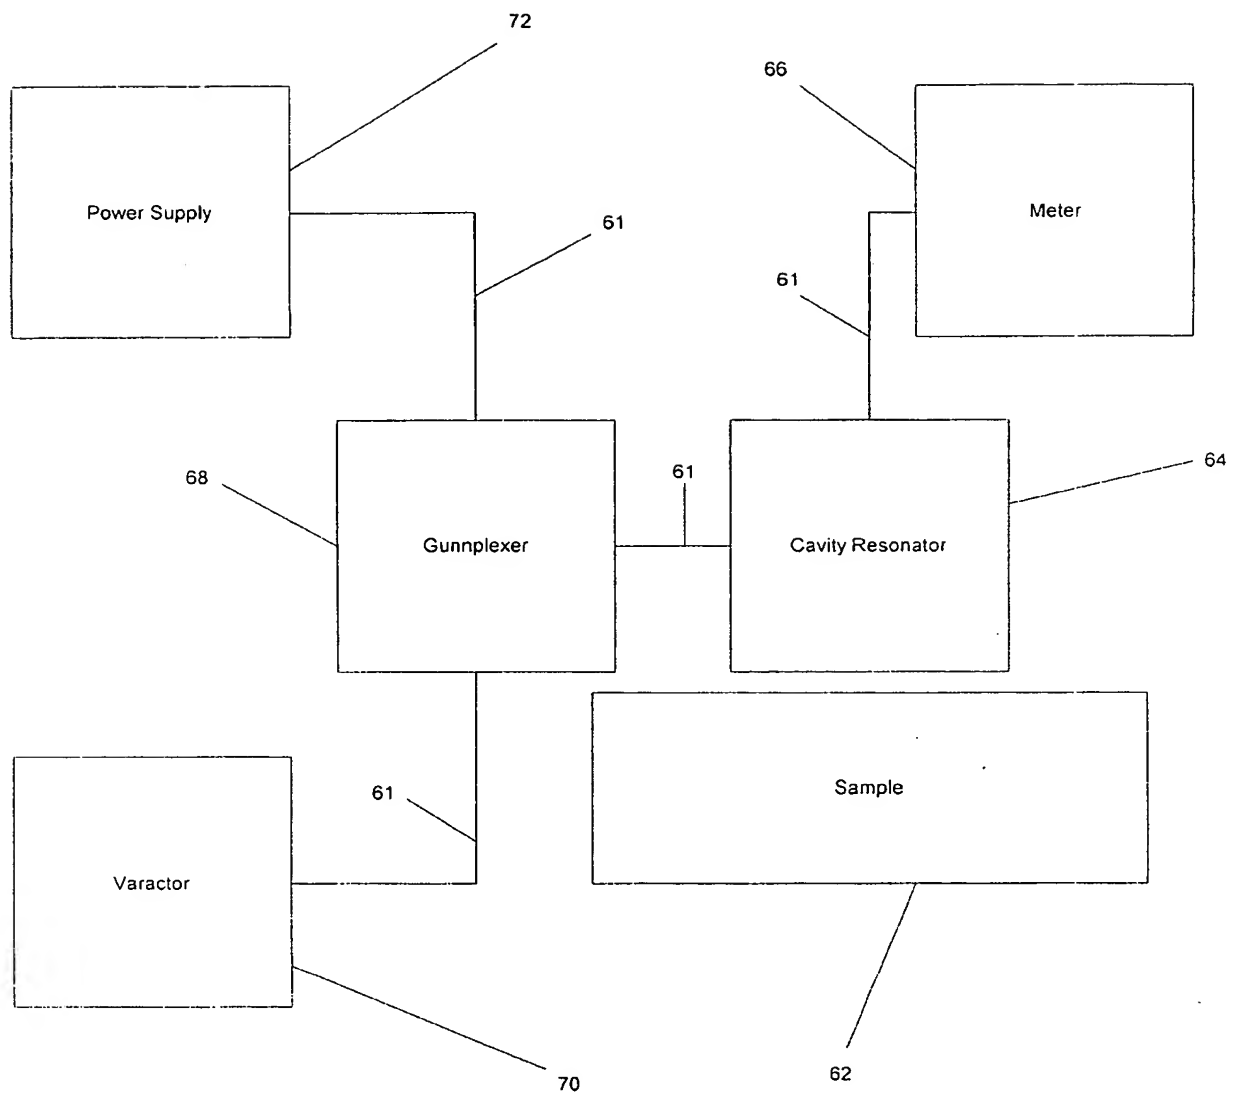 72
66
Power Supply
Meter
61
61
68
61
64
Gunnplexer
Cavity Resonator
Sample
61
Varactor
62
70